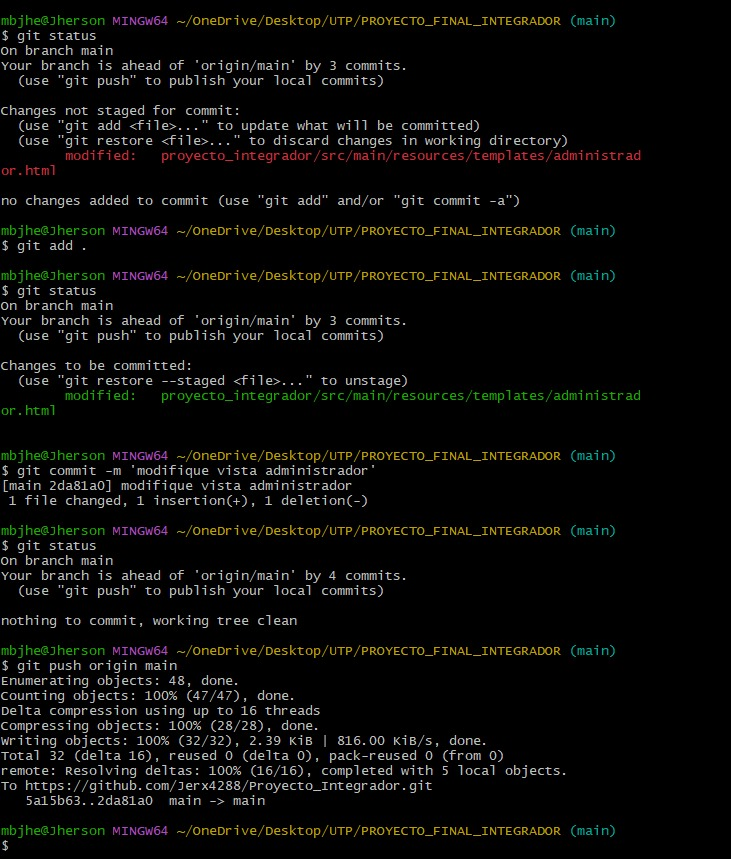 mbjhe@Jherson MINGW64 ~/OneDrive/Desktop/UTP/PROYECTO_FINAL_INTEGRADOR (main)
$ git status
On branch main
Your branch is ahead of 'origin/main' by 3 commits.
  (use "git push" to publish your local commits)

Changes not staged for commit:
  (use "git add <file>..." to update what will be committed)
  (use "git restore <file>..." to discard changes in working directory)
        modified:   proyecto_integrador/src/main/resources/templates/administrad
or.html

no changes added to commit (use "git add" and/or "git commit -a")

mbjhe@Jherson MINGW64 ~/OneDrive/Desktop/UTP/PROYECTO_FINAL_INTEGRADOR (main)
$ git add .

mbjhe@Jherson MINGW64 ~/OneDrive/Desktop/UTP/PROYECTO_FINAL_INTEGRADOR (main)
$ git status
On branch main
Your branch is ahead of 'origin/main' by 3 commits.
  (use "git push" to publish your local commits)

Changes to be committed:
  (use "git restore --staged <file>..." to unstage)
        modified:   proyecto_integrador/src/main/resources/templates/administrad
or.html


mbjhe@Jherson MINGW64 ~/OneDrive/Desktop/UTP/PROYECTO_FINAL_INTEGRADOR (main)
$ git commit -m 'modifique vista administrador'
[main 2da81a0] modifique vista administrador
 1 file changed, 1 insertion(+), 1 deletion(-)

mbjhe@Jherson MINGW64 ~/OneDrive/Desktop/UTP/PROYECTO_FINAL_INTEGRADOR (main)
$ git status
On branch main
Your branch is ahead of 'origin/main' by 4 commits.
  (use "git push" to publish your local commits)

nothing to commit, working tree clean

mbjhe@Jherson MINGW64 ~/OneDrive/Desktop/UTP/PROYECTO_FINAL_INTEGRADOR (main)
$ git push origin main
Enumerating objects: 48, done.
Counting objects: 100% (47/47), done.
Delta compression using up to 16 threads
Compressing objects: 100% (28/28), done.
Writing objects: 100% (32/32), 2.39 KiB | 816.00 KiB/s, done.
Total 32 (delta 16), reused 0 (delta 0), pack-reused 0 (from 0)
remote: Resolving deltas: 100% (16/16), completed with 5 local objects.
To https://github.com/Jerx4288/Proyecto_Integrador.git
   5a15b63..2da81a0  main -> main

mbjhe@Jherson MINGW64 ~/OneDrive/Desktop/UTP/PROYECTO_FINAL_INTEGRADOR (main)
$